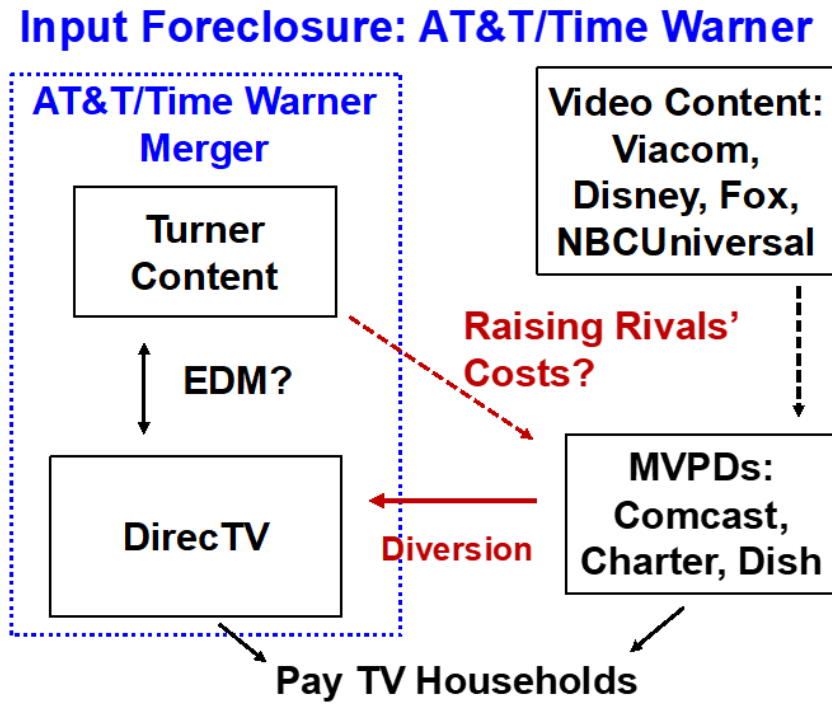 Input Foreclosure: AT&T/Time Warner
AT&T/Time Warner
Merger
Turner
Content
EDM?
DirecTV
Video Content:
Viacom,
Disney, Fox,
NBCUniversal
Raising Rivals’
Costs?
MVPDs:
Comcast,
Charter, Dish
Diversion
Pay TV Households